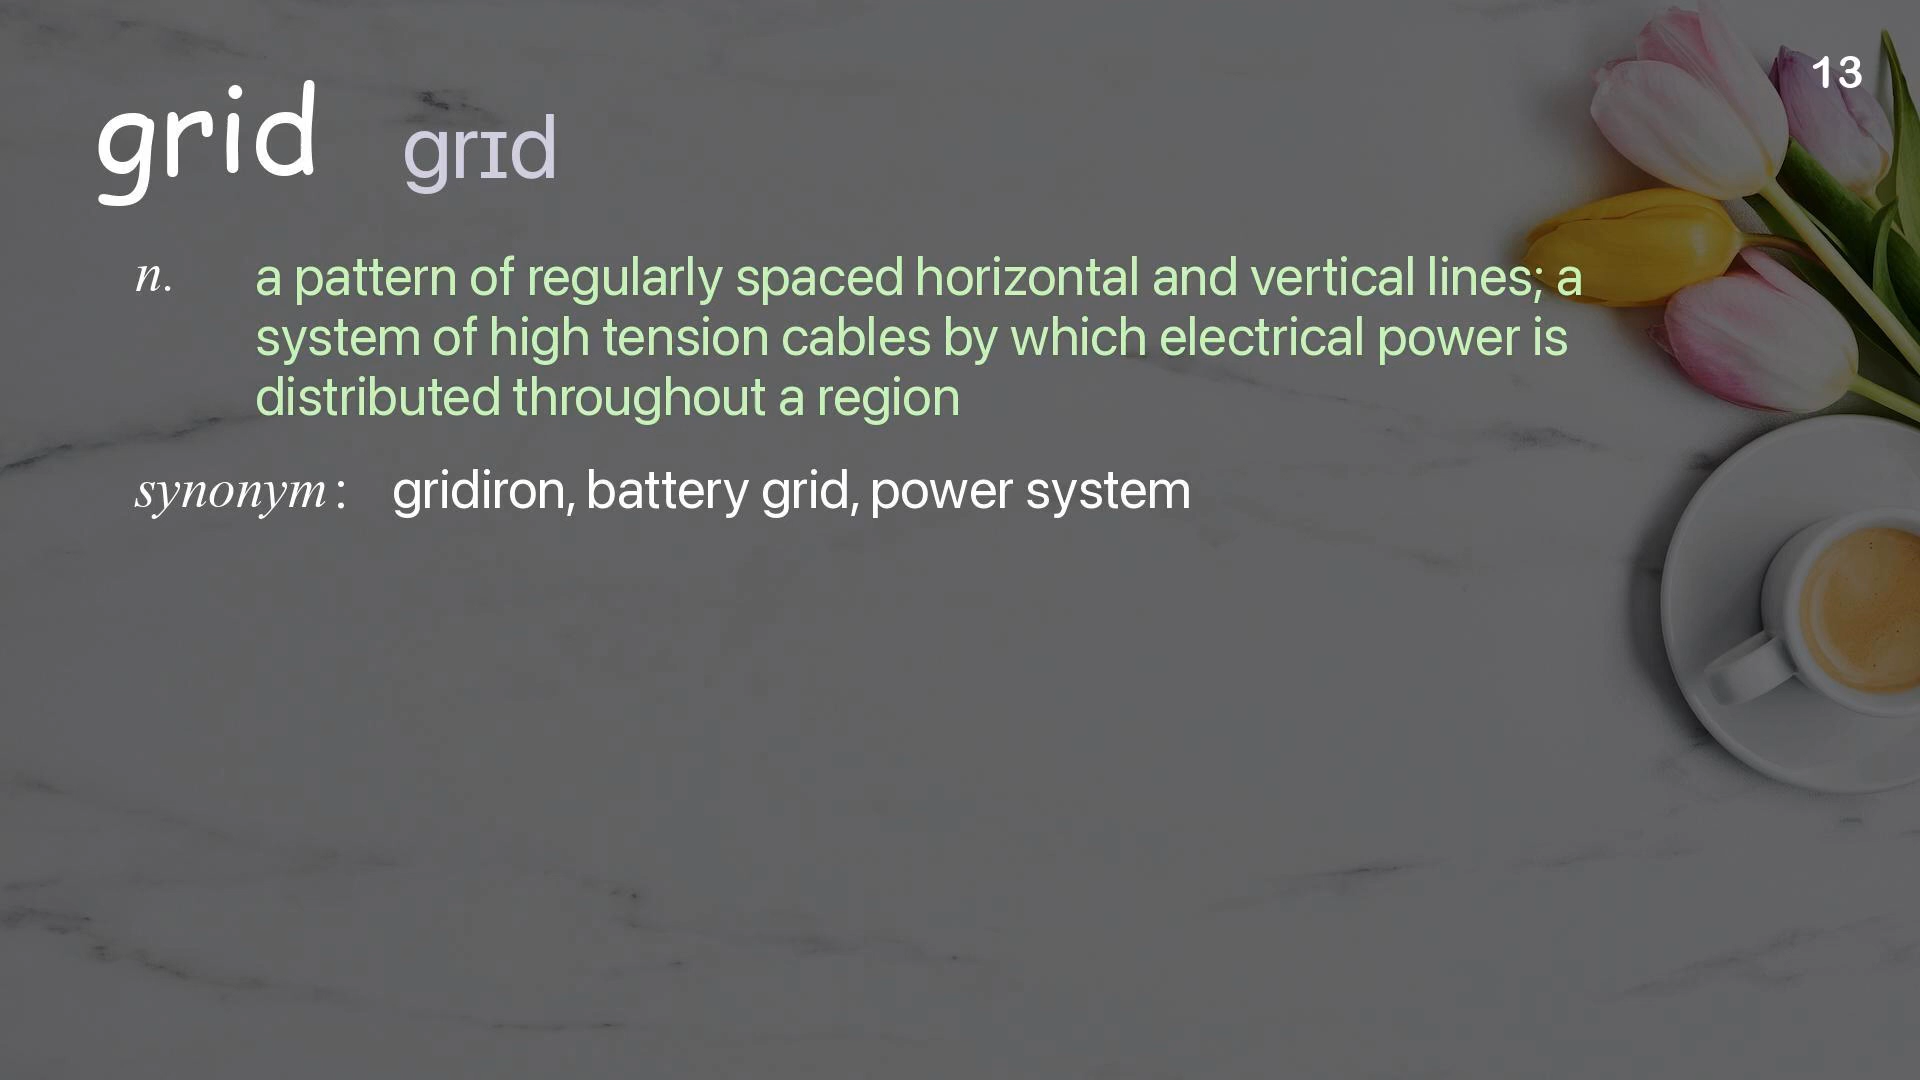 13
grid grɪd
n. a pattern of regularly spaced horizontal and vertical lines; a
system of high tension cables by which electrical power is
distributed throughout a region
synonym: gridiron, battery grid, power system